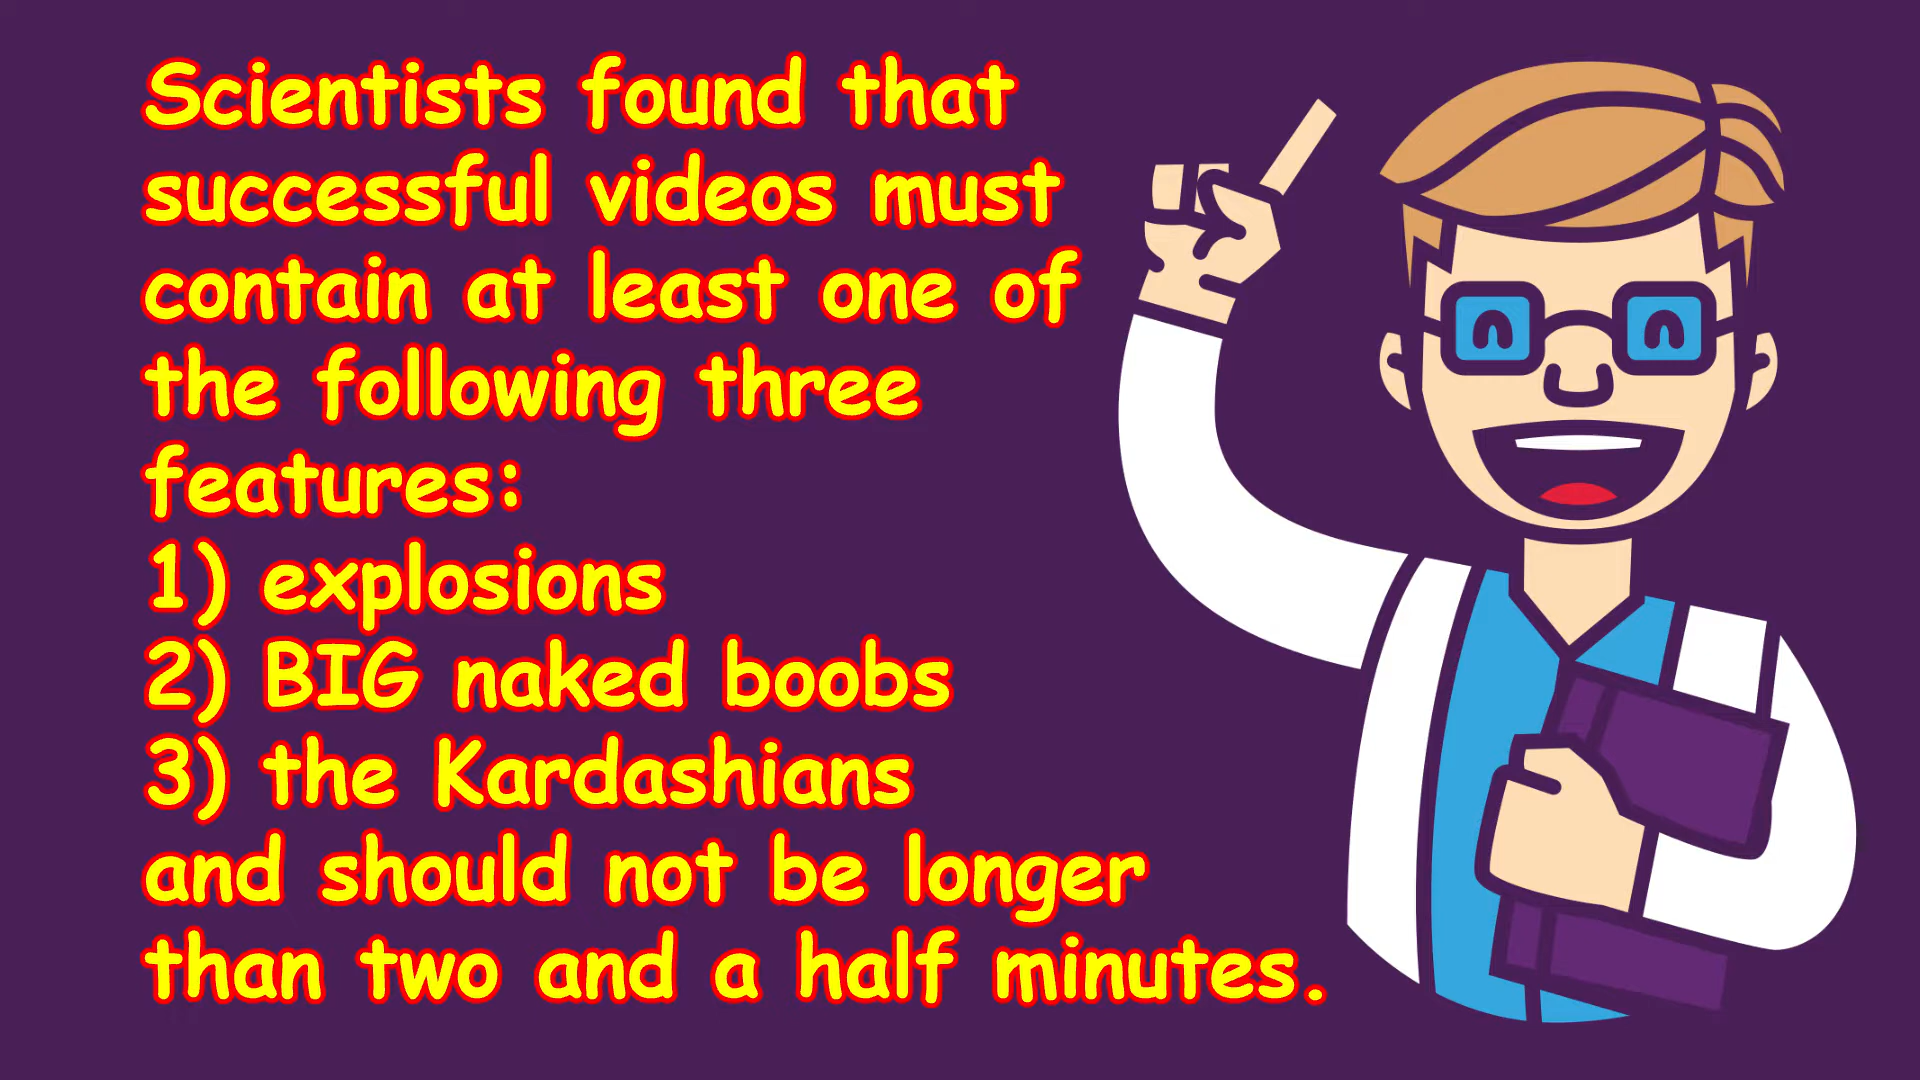 Scientists found that
successful videos must
contain at least one of
the following three
features:
1) explosions
2) BIG naked boobs
3) the Kardashians
and should not be longer
than two and a half minutes.